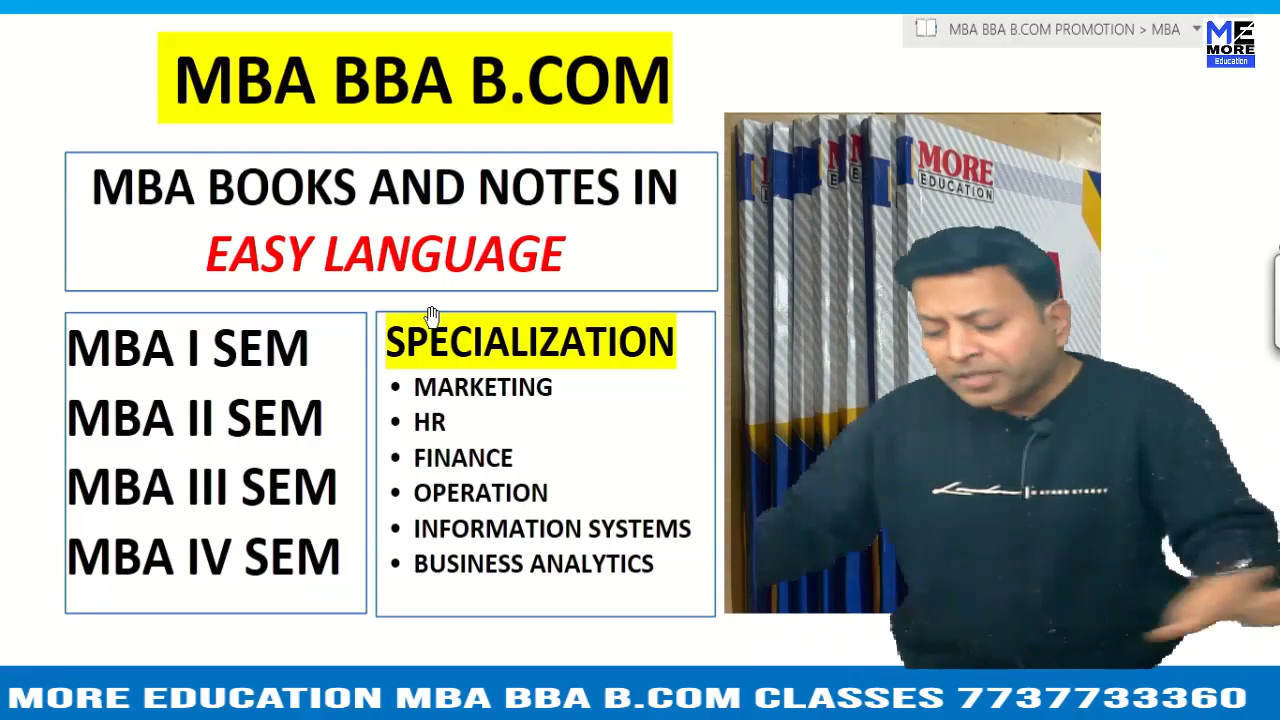 MBA BBA B.COM PROMOTION > MBA
ME
MORE
Education
MBA BBA B.COM
MBA BOOKS AND NOTES IN
EASY LANGUAGE
MBA I SEM
MBA II SEM
MBA III SEM
MBA IV SEM
SPECIALIZATION
• MARKETING
• HR
• FINANCE
• OPERATION
• INFORMATION SYSTEMS
• BUSINESS ANALYTICS
MORE
EDUCATION
MORE EDUCATION MBA BBA B.COM CLASSES 7737733360